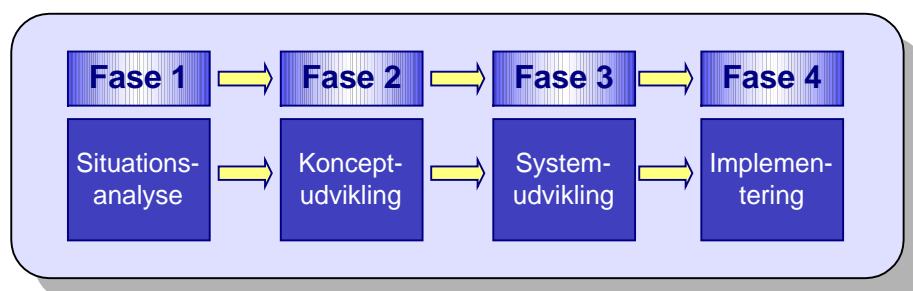 Fase 1
Fase 2
Fase 3
Fase 4
Situations-
analyse
Koncept-
udvikling
System-
udvikling
Implemen-
tering